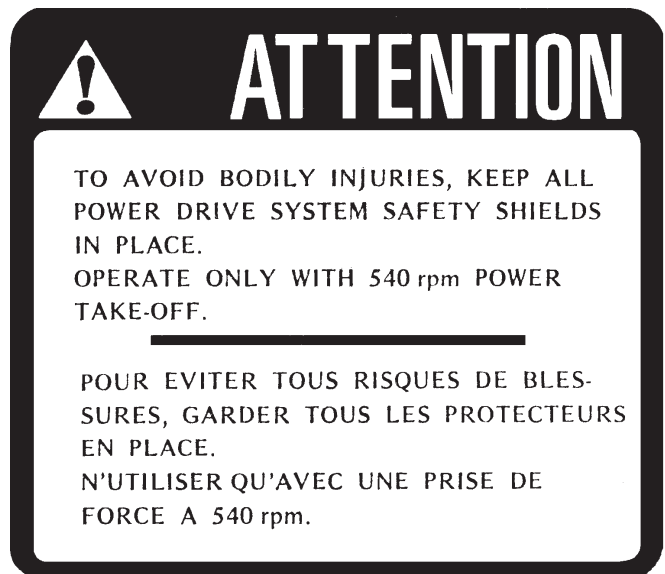 ATTENTION
TO AVOID BODILY INJURIES, KEEP ALL
POWER DRIVE SYSTEM SAFETY SHIELDS
IN PLACE.
OPERATE ONLY WITH 540 rpm POWER
TAKE-OFF.
POUR EVITER TOUS RISQUES DE BLES-
SURES, GARDER TOUS LES PROTECTEURS
EN PLACE.
N'UTILISER QU'AVEC UNE PRISE DE
FORCE A 540 rpm.